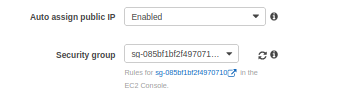 Auto assign public IP Enabled
Security group sg-085bf1bf2f497071...
Rules for sg-085bf1bf2f4970710 in the
EC2 Console.